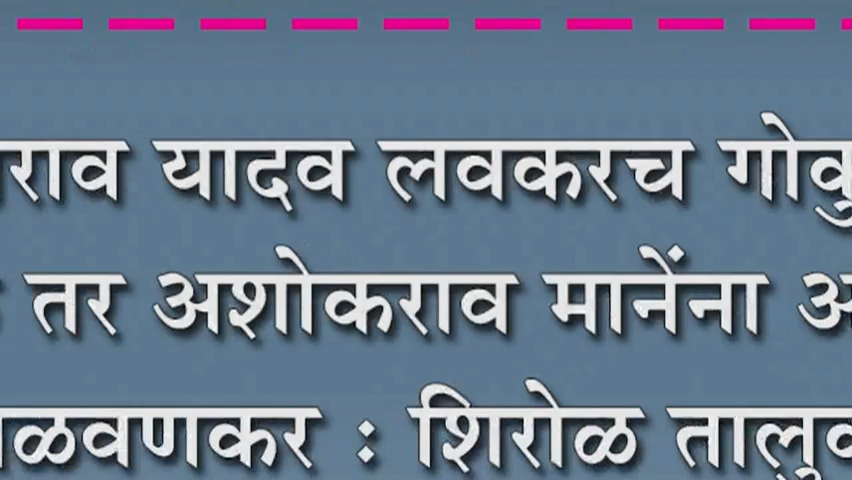 राव यादव लवकरच गोकु
तर अशोकराव मानेंना अ
ळवणकर : शिरोळ तालु